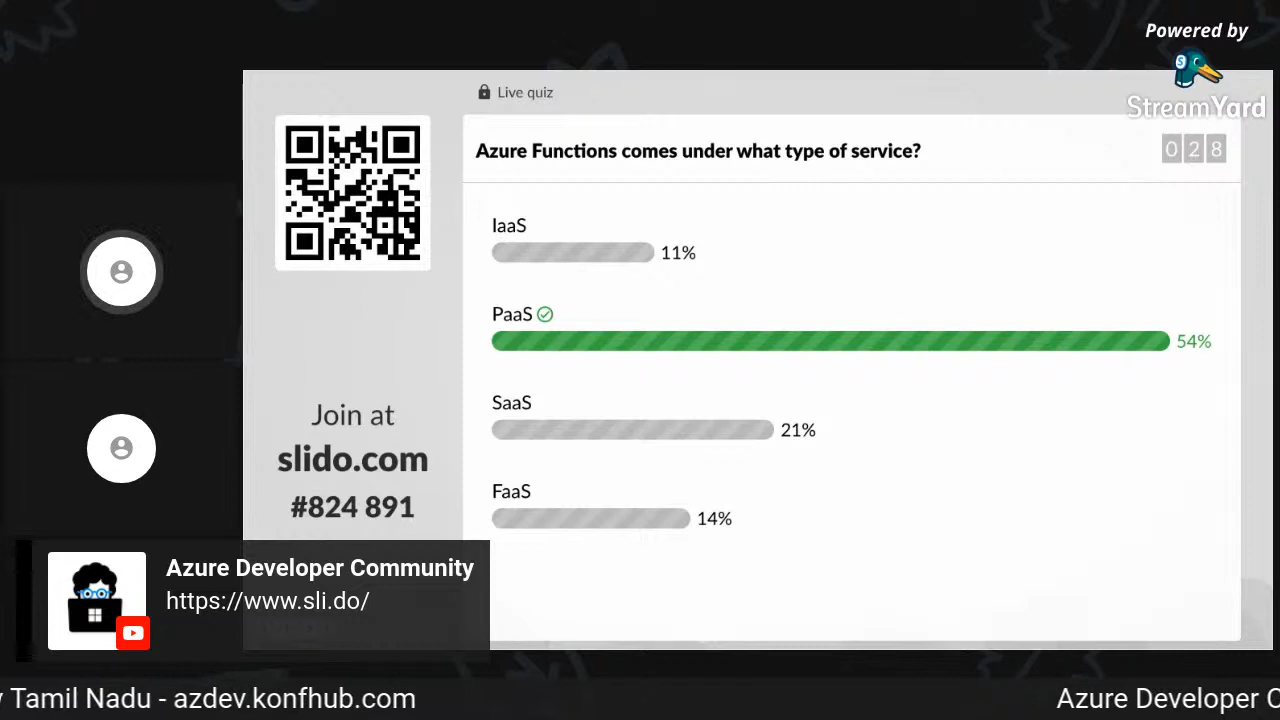 Powered by
StreamYard
Live quiz
Azure Functions comes under what type of service?
028
IaaS
11%
PaaS
54%
SaaS
21%
FaaS
14%
Join at
slido.com
#824 891
Azure Developer Community
https://www.sli.do/
Tamil Nadu - azdev.konfhub.com
Azure Developer C